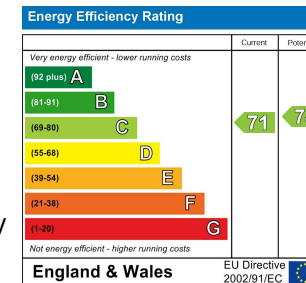 Energy Efficiency Rating
Current
Very energy efficient - lower running costs
(92 plus) A
(81-91) B
(69-80) C
71
(55-68) D
(39-54) E
(21-38) F
(1-20) G
Not energy efficient - higher running costs
England & Wales
EU Directive
2002/91/EC